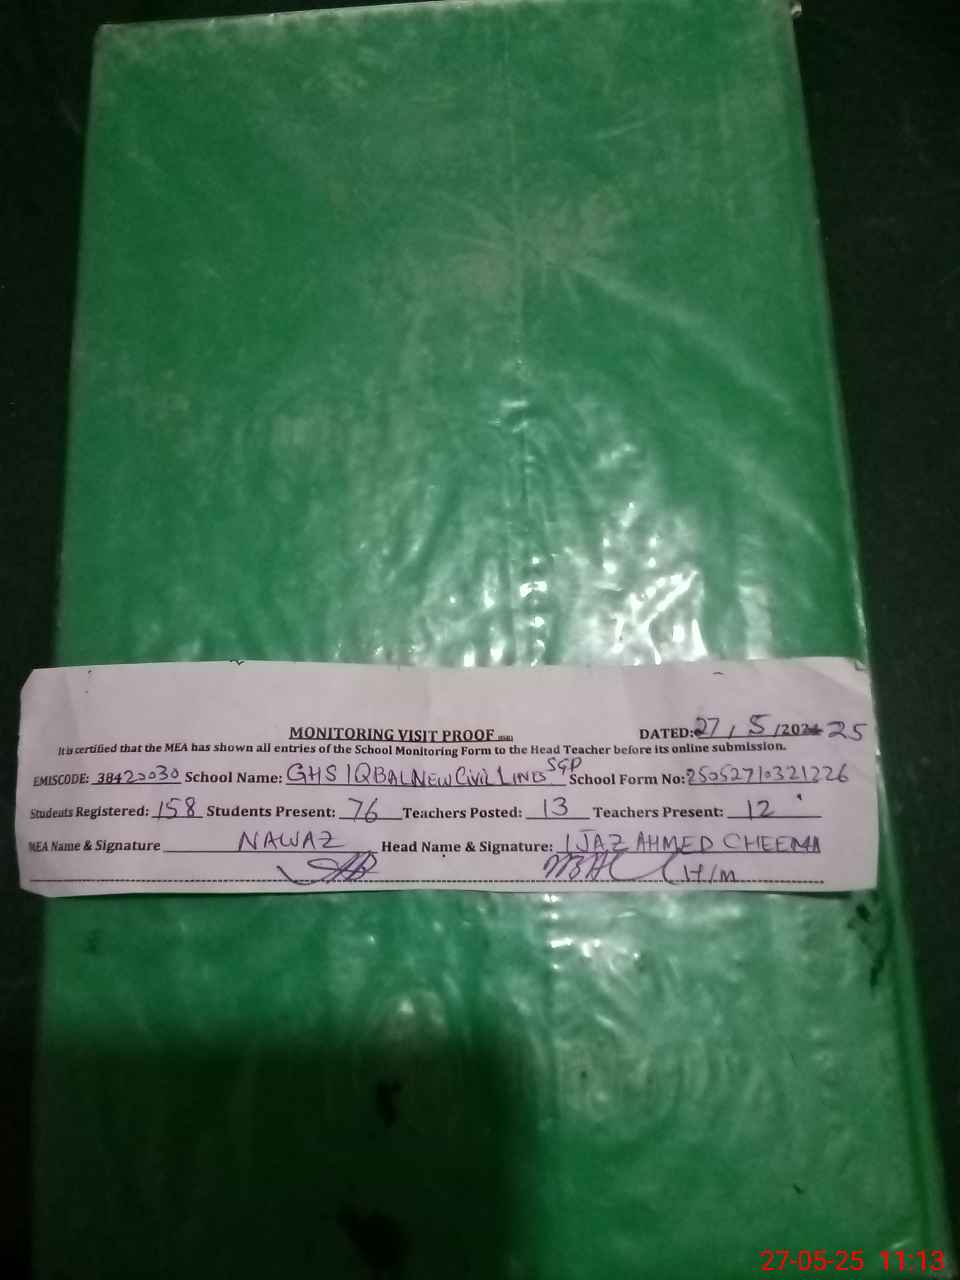 MONITORING VISIT PROOF
DATED: 27 / 5 /2024 25
It is certified that the MEA has shown all entries of the School Monitoring Form to the Head Teacher before its online submission.
EMISCODE: 38420030 School Name: GHS IQBAL NEW CIVIL LINES SGD School Form No: 25052710321226
Students Registered: 158 Students Present: 76 Teachers Posted: 13 Teachers Present: 12
MEA Name & Signature NAWAZ Head Name & Signature: IJAZ AHMED CHEEMA
H/M
27-05-25 11:13